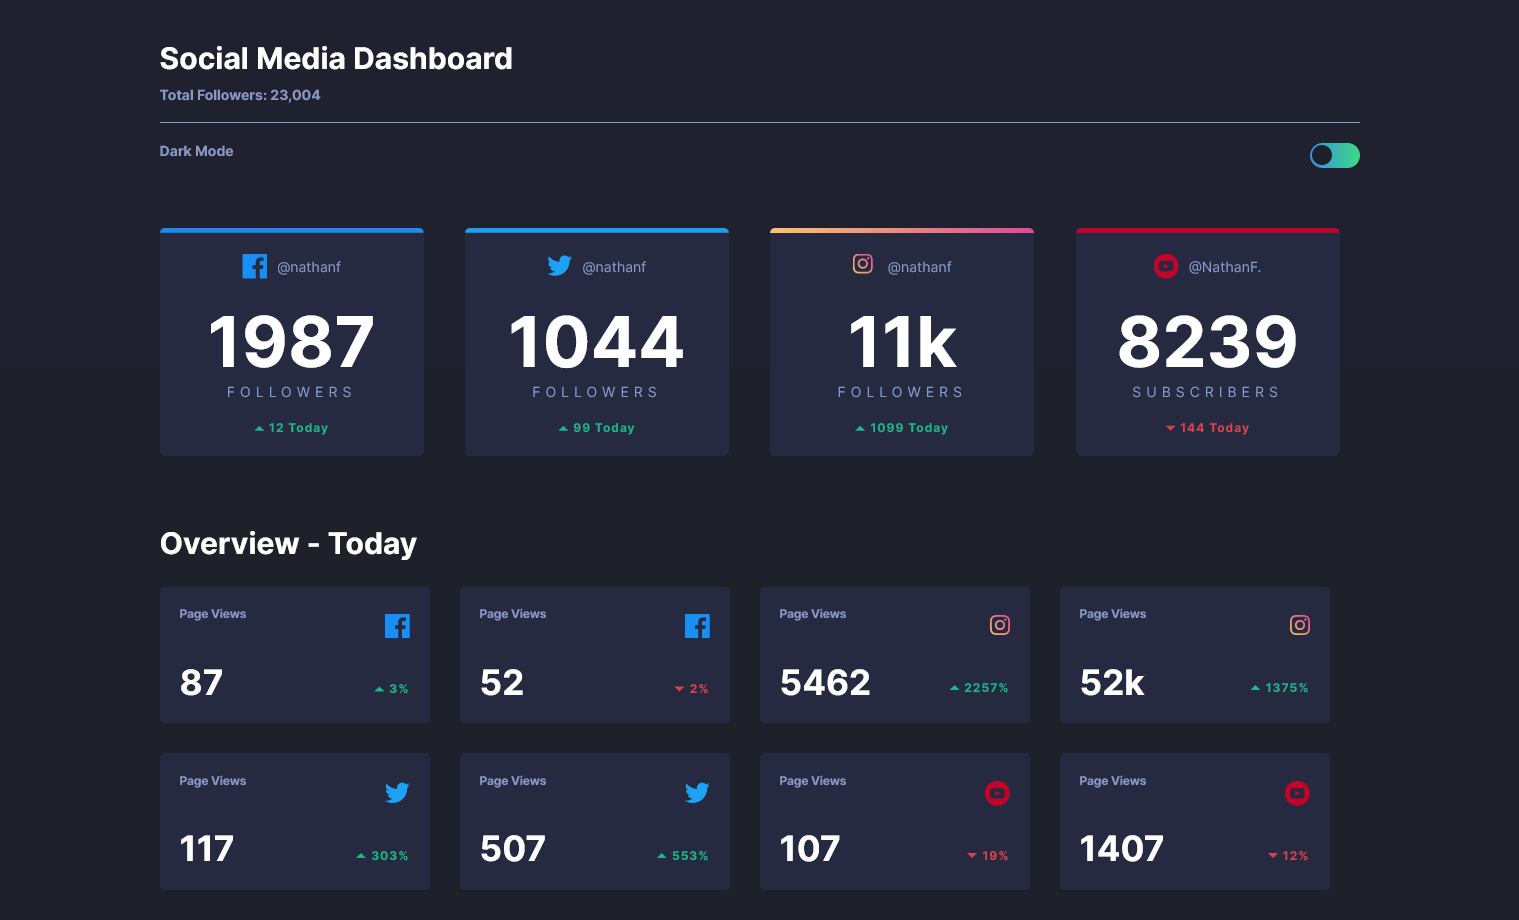 Social Media Dashboard
Total Followers: 23,004
Dark Mode
@nathanf
1987
FOLLOWERS
12 Today
@nathanf
1044
FOLLOWERS
99 Today
@nathanf
11k
FOLLOWERS
1099 Today
@NathanF.
8239
SUBSCRIBERS
144 Today
Overview - Today
Page Views
87
3%
Page Views
52
2%
Page Views
5462
2257%
Page Views
52k
1375%
Page Views
117
303%
Page Views
507
553%
Page Views
107
19%
Page Views
1407
12%